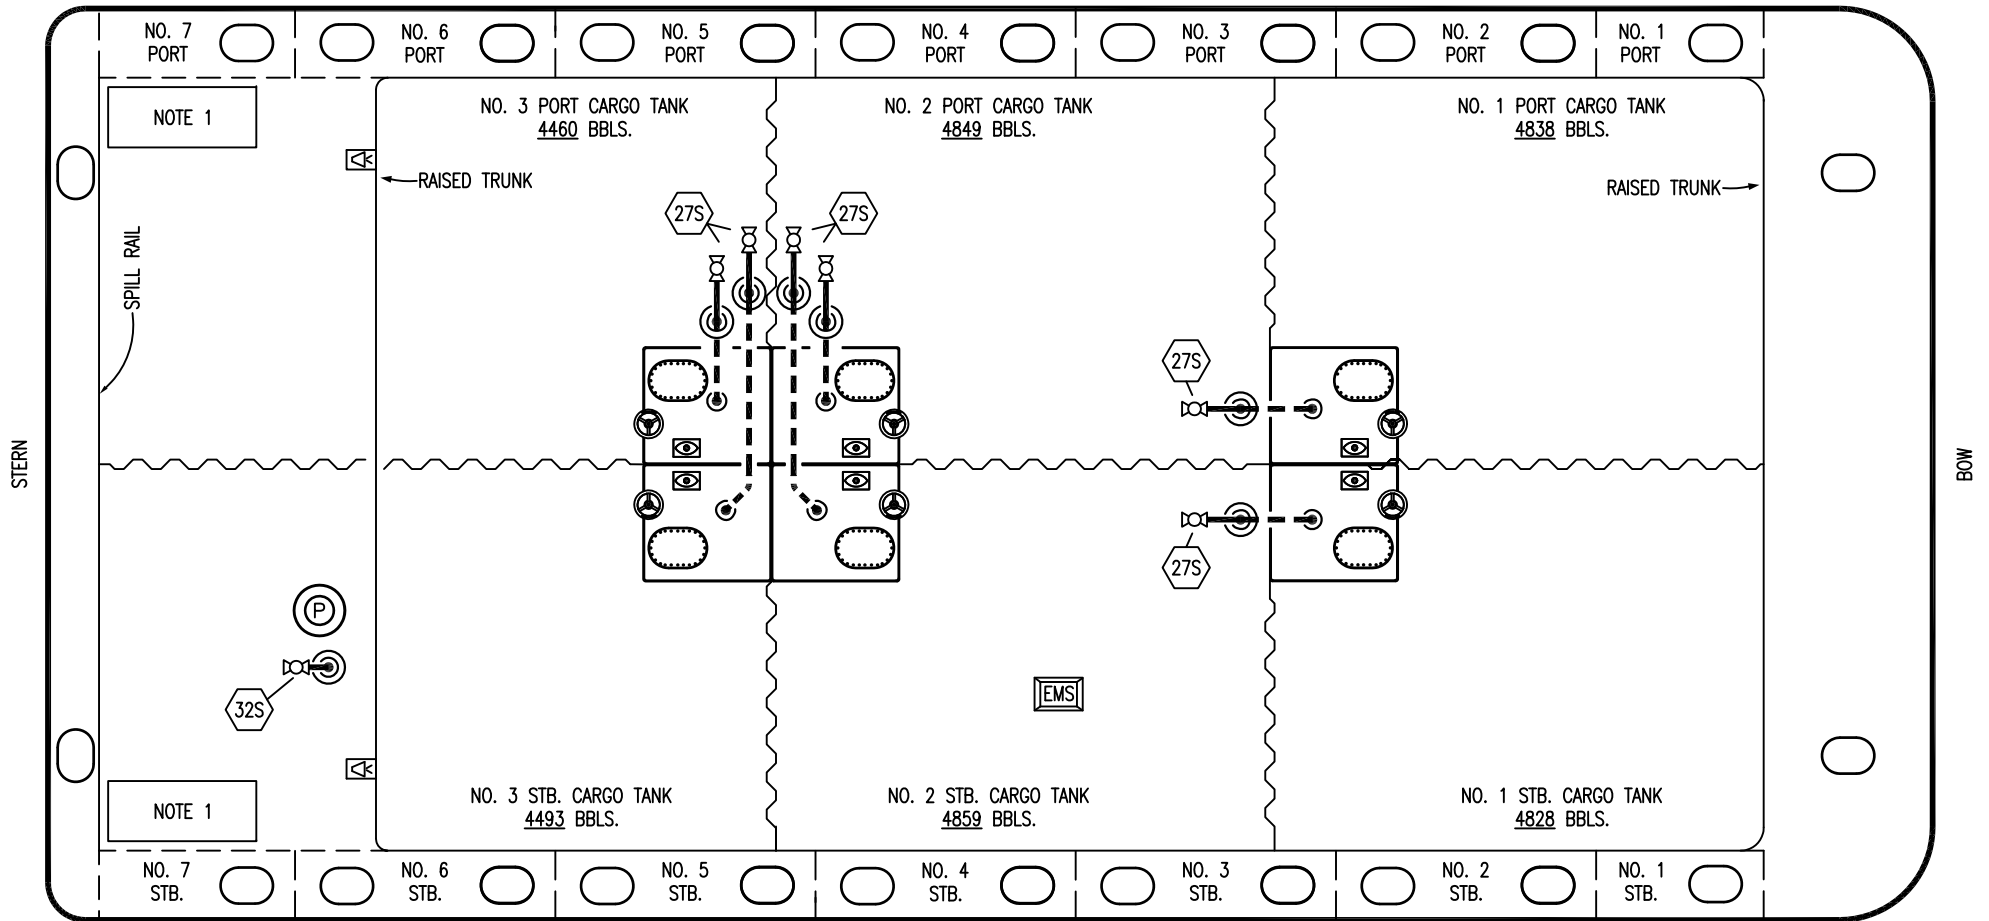 NO. 7
PORT
NO. 6
PORT
NO. 5
PORT
NO. 4
PORT
NO. 3
PORT
NO. 2
PORT
NO. 1
PORT
NOTE 1
NO. 3 PORT CARGO TANK
4460 BBLS.
NO. 2 PORT CARGO TANK
4849 BBLS.
NO. 1 PORT CARGO TANK
4838 BBLS.
RAISED TRUNK
RAISED TRUNK
27S
27S
SPILL RAIL
27S
STERN
BOW
27S
P
32S
EMS
NOTE 1
NO. 3 STB. CARGO TANK
4493 BBLS.
NO. 2 STB. CARGO TANK
4859 BBLS.
NO. 1 STB. CARGO TANK
4828 BBLS.
NO. 7
STB.
NO. 6
STB.
NO. 5
STB.
NO. 4
STB.
NO. 3
STB.
NO. 2
STB.
NO. 1
STB.